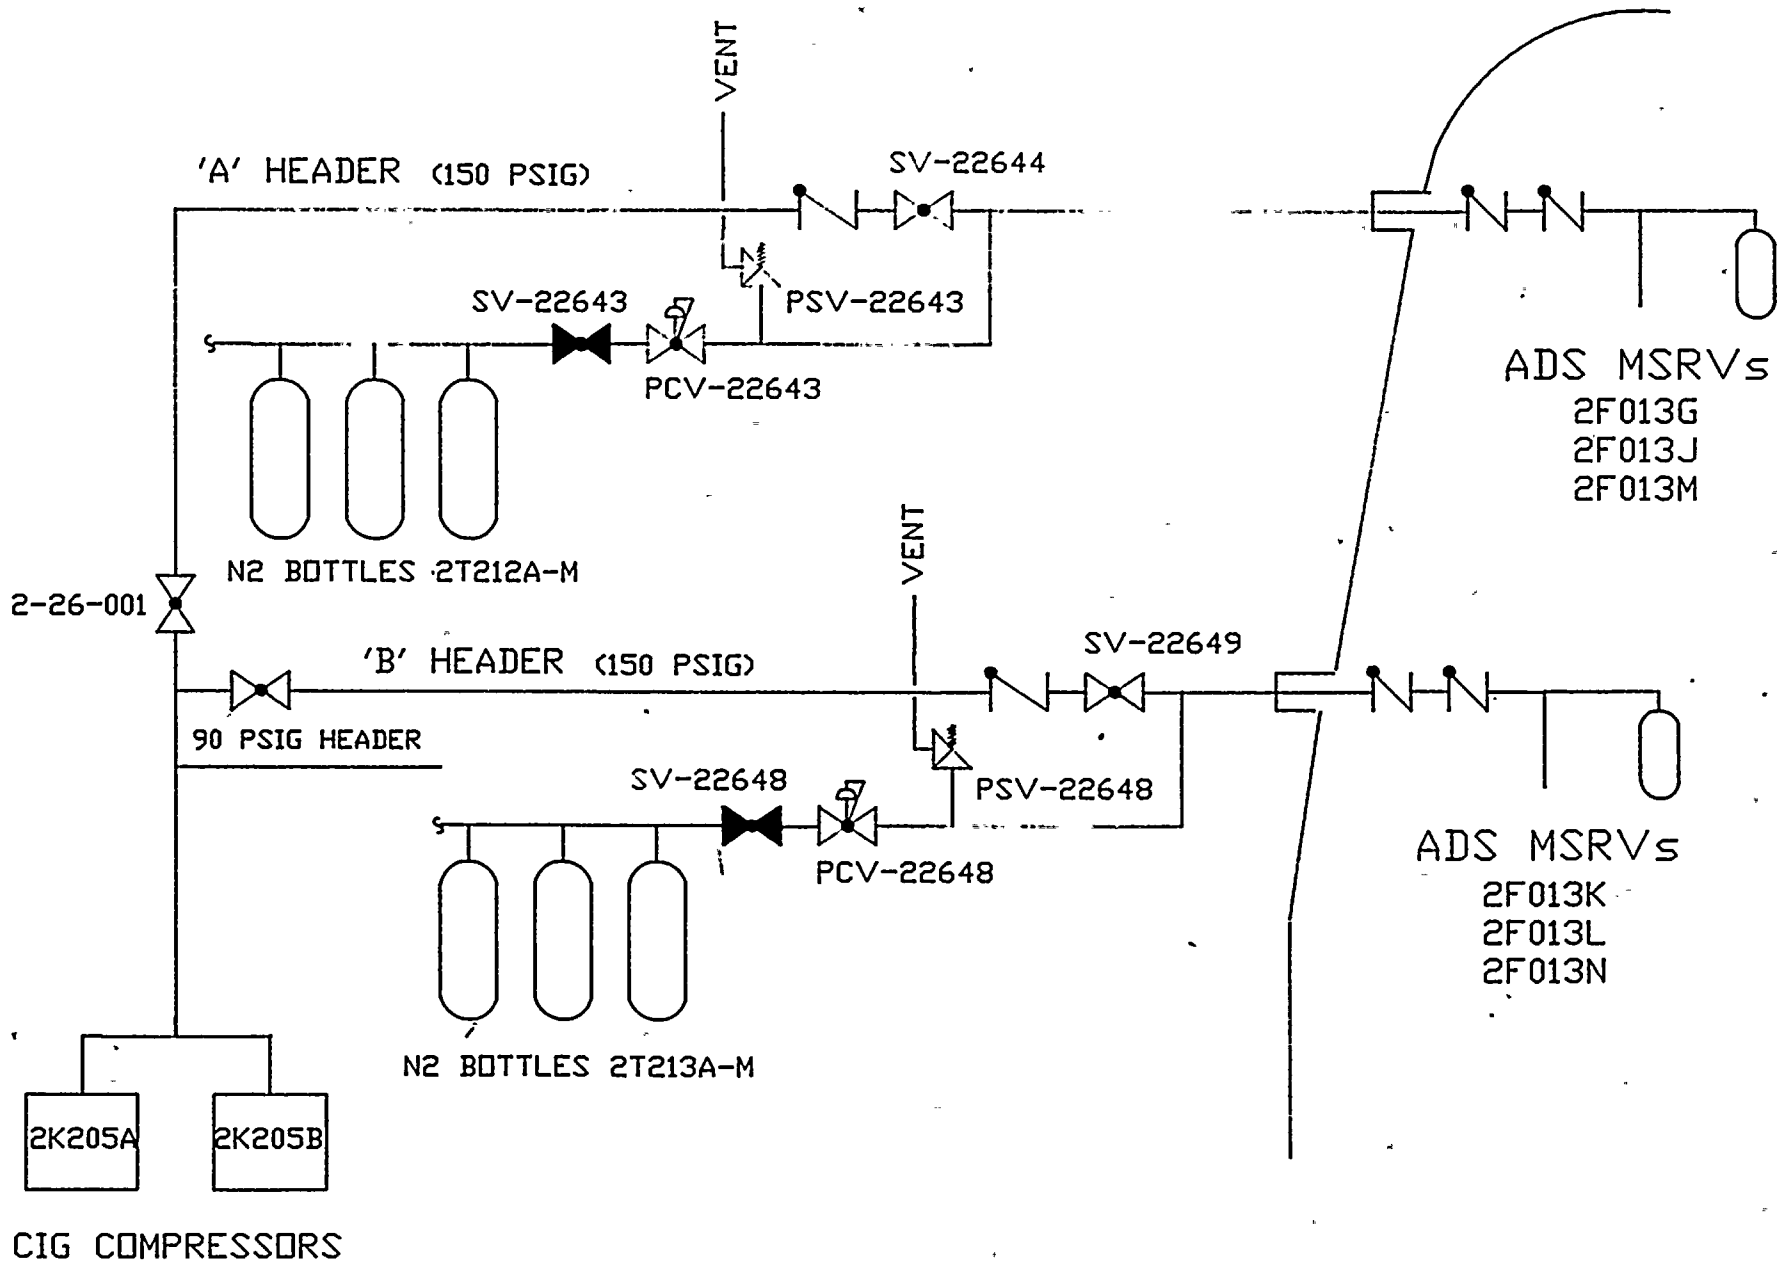 VENT
'A' HEADER (150 PSIG)
SV-22644
SV-22643
PSV-22643
PCV-22643
ADS MSRVs
2F013G
2F013J
2F013M
N2 BOTTLES 2T212A-M
VENT
2-26-001
'B' HEADER (150 PSIG)
SV-22649
90 PSIG HEADER
SV-22648
PSV-22648
PCV-22648
ADS MSRVs
2F013K
2F013L
2F013N
N2 BOTTLES 2T213A-M
2K205A
2K205B
CIG COMPRESSORS